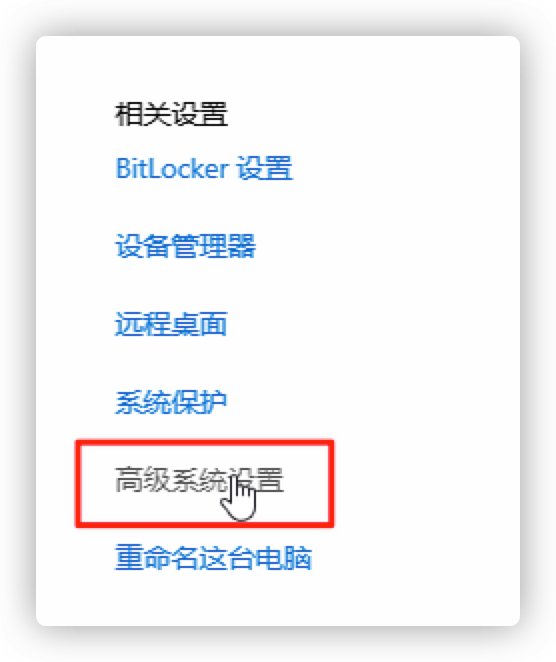 相关设置
BitLocker 设置
设备管理器
远程桌面
系统保护
高级系统设置
重命名这台电脑